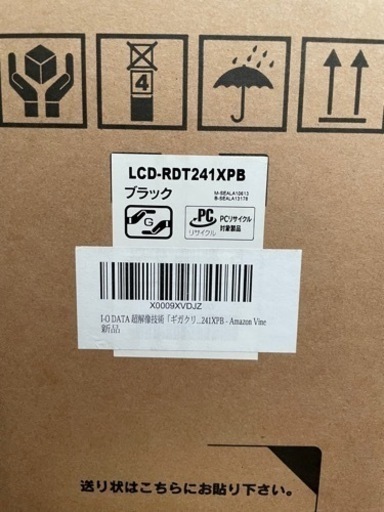 4
LCD-RDT241XPB
ブラック
M-SEALA10613
B-SEALA13178
G
PC
リサイクル
PCリサイクル
対象製品
X0009XVDJZ
I-O DATA 超解像技術「ギガクリ...241XPB - Amazon Vine
新品
送り状はこちらにお貼り下さい。